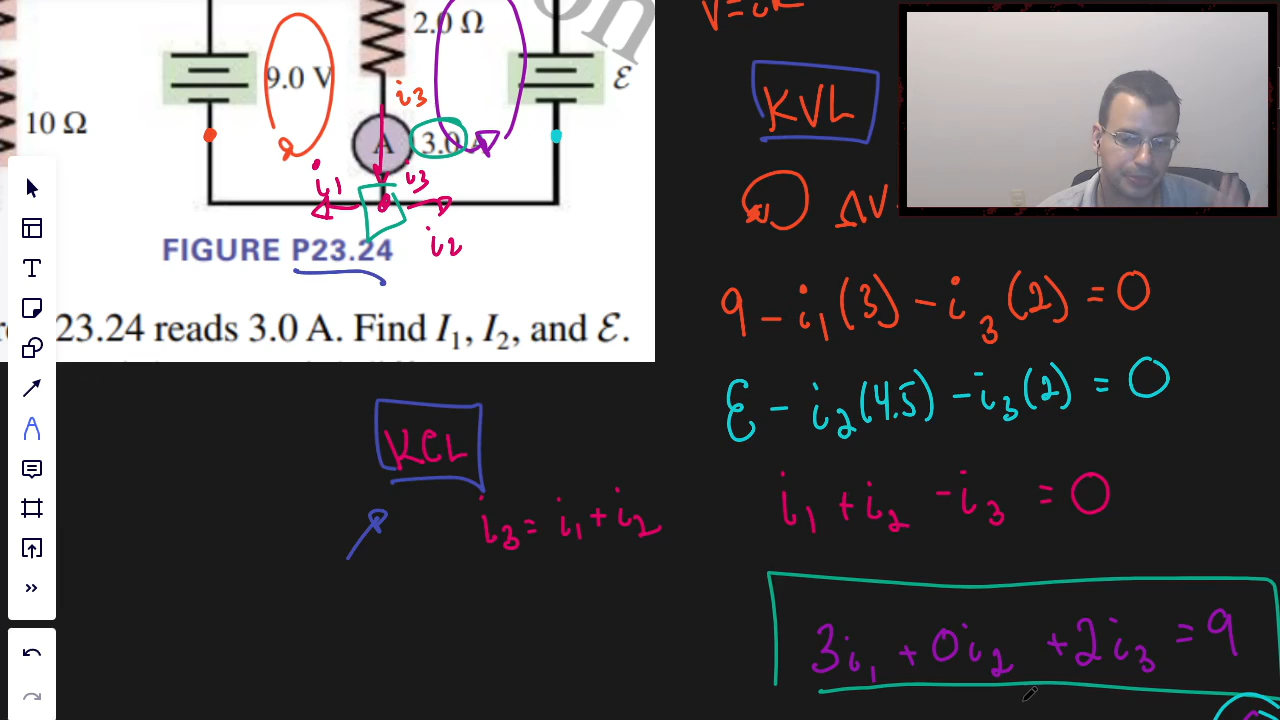 V=iR
2.0 Ω
9.0 V
ℰ
i3
10 Ω
A
3.0
KVL
i1
i3
ΔV
i2
FIGURE P23.24
9 - i1(3) - i3(2) = 0
23.24 reads 3.0 A. Find I1, I2, and ℰ.
ℰ - i2(4.5) - i3(2) = 0
KCL
i1 + i2 - i3 = 0
i3 = i1 + i2
T
A
»
3i1 + 0i2 + 2i3 = 9